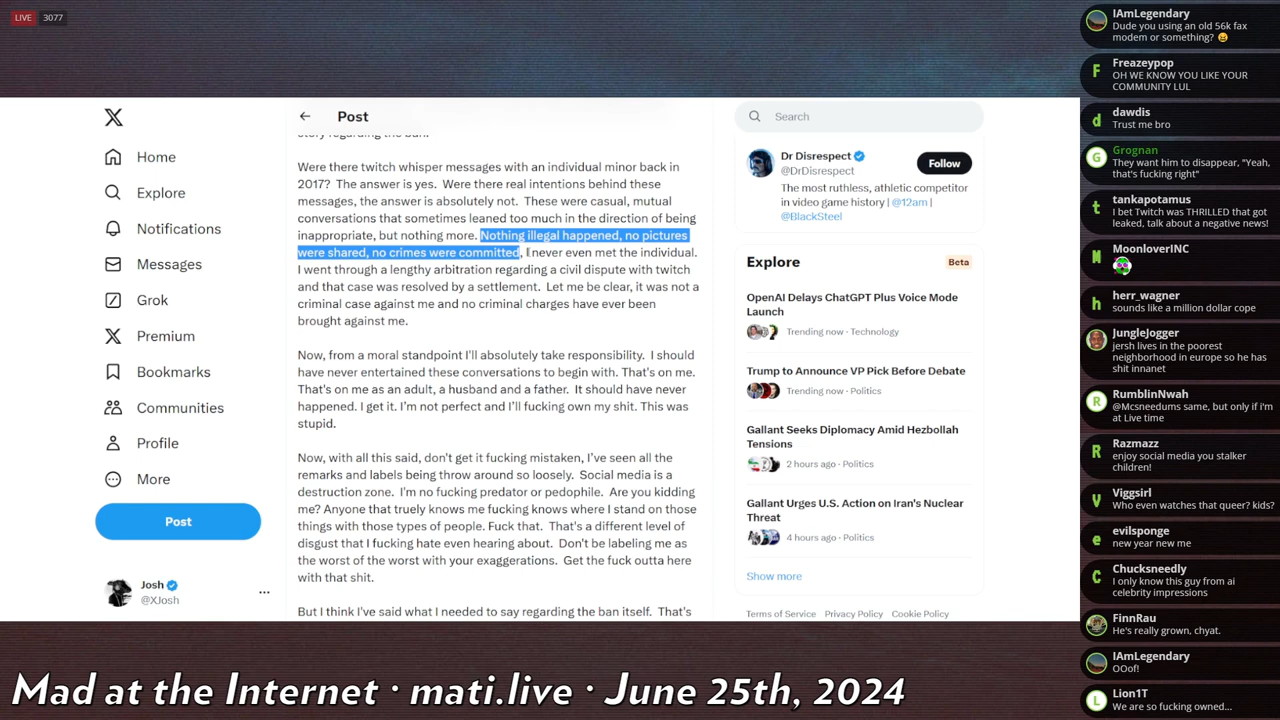 LIVE 3077
Post
Home
Explore
Notifications
Messages
Grok
Premium
Bookmarks
Communities
Profile
More
Post
Josh
@XJosh
story regarding the ban.
Were there twitch whisper messages with an individual minor back in
2017?  The answer is yes.  Were there real intentions behind these
messages, the answer is absolutely not.  These were casual, mutual
conversations that sometimes leaned too much in the direction of being
inappropriate, but nothing more. Nothing illegal happened, no pictures
were shared, no crimes were committed, I never even met the individual.
I went through a lengthy arbitration regarding a civil dispute with twitch
and that case was resolved by a settlement.  Let me be clear, it was not a
criminal case against me and no criminal charges have ever been
brought against me.
Now, from a moral standpoint I'll absolutely take responsibility.  I should
have never entertained these conversations to begin with. That's on me.
That's on me as an adult, a husband and a father.  It should have never
happened. I get it. I'm not perfect and I'll fucking own my shit. This was
stupid.
Now, with all this said, don't get it fucking mistaken, I've seen all the
remarks and labels being throw around so loosely.  Social media is a
destruction zone.  I'm no fucking predator or pedophile.  Are you kidding
me? Anyone that truely knows me fucking knows where I stand on those
things with those types of people. Fuck that.  That's a different level of
disgust that I fucking hate even hearing about.  Don't be labeling me as
the worst of the worst with your exaggerations.  Get the fuck outta here
with that shit.
But I think I've said what I needed to say regarding the ban itself.  That's
Search
Dr Disrespect
@DrDisrespect
Follow
The most ruthless, athletic competitor
in video game history | @12am |
@BlackSteel
Explore
Beta
OpenAI Delays ChatGPT Plus Voice Mode
Launch
Trending now · Technology
Trump to Announce VP Pick Before Debate
Trending now · Politics
Gallant Seeks Diplomacy Amid Hezbollah
Tensions
2 hours ago · Politics
Gallant Urges U.S. Action on Iran's Nuclear
Threat
4 hours ago · Politics
Show more
Terms of Service Privacy Policy Cookie Policy
IAmLegendary
Dude you using an old 56k fax
modem or something? 😛
F
Freazeypop
OH WE KNOW YOU LIKE YOUR
COMMUNITY LUL
d
dawdis
Trust me bro
G
Grognan
They want him to disappear, "Yeah,
that's fucking right"
t
tankapotamus
I bet Twitch was THRILLED that got
leaked, talk about a negative news!
MoonloverINC
h
herr_wagner
sounds like a million dollar cope
JungleJogger
jersh lives in the poorest
neighborhood in europe so he has
shit innanet
R
RumblinNwah
@Mcsneedums same, but only if i'm
at Live time
R
Razmazz
enjoy social media you stalker
children!
V
Viggsirl
Who even watches that queer? kids?
e
evilsponge
new year new me
C
Chucksneedly
I only know this guy from ai
celebrity impressions
FinnRau
He's really grown, chyat.
IAmLegendary
OOof!
L
Lion1T
We are so fucking owned...
Mad at the Internet · mati.live · June 25th, 2024